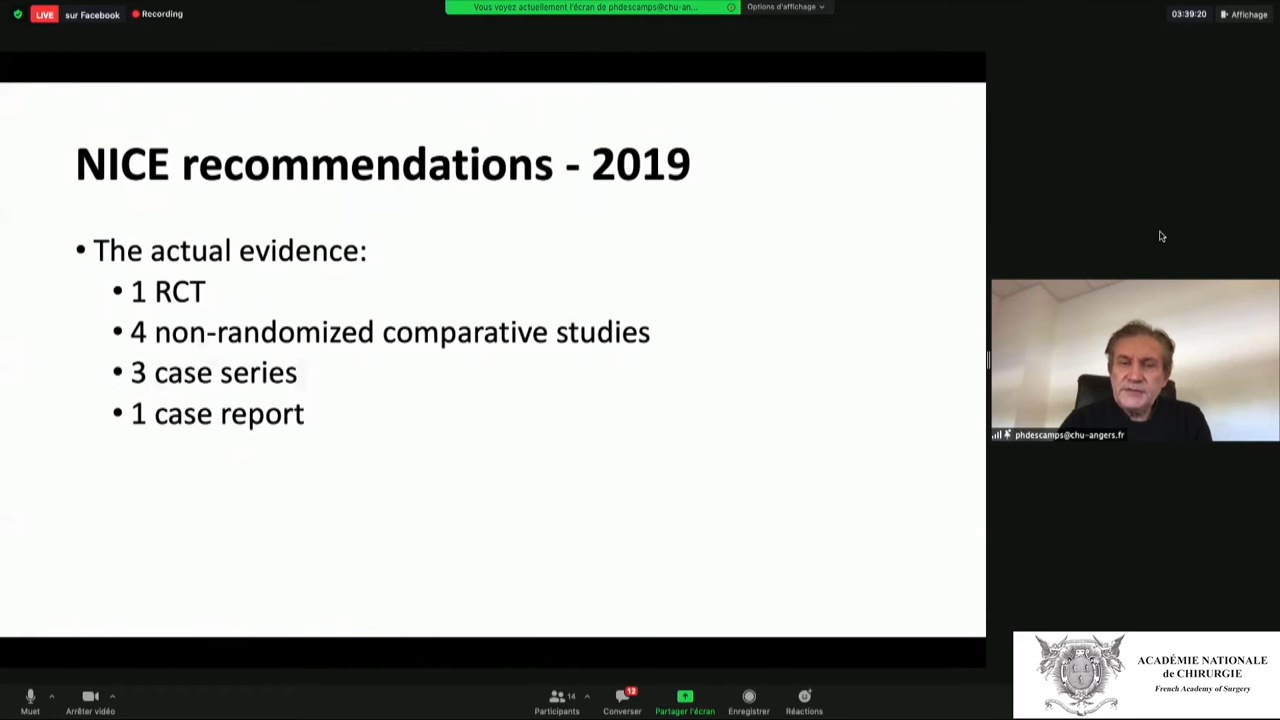 LIVE sur Facebook Recording
Vous voyez actuellement l'écran de phdescamps@chu-an...
Options d'affichage
03:39:20
Affichage
NICE recommendations - 2019
• The actual evidence:
• 1 RCT
• 4 non-randomized comparative studies
• 3 case series
• 1 case report
phdescamps@chu-angers.fr
ACADÉMIE NATIONALE
de CHIRURGIE
French Academy of Surgery
14
12
Muet
Arrêter vidéo
Participants
Converser
Partager l'écran
Enregistrer
Réactions